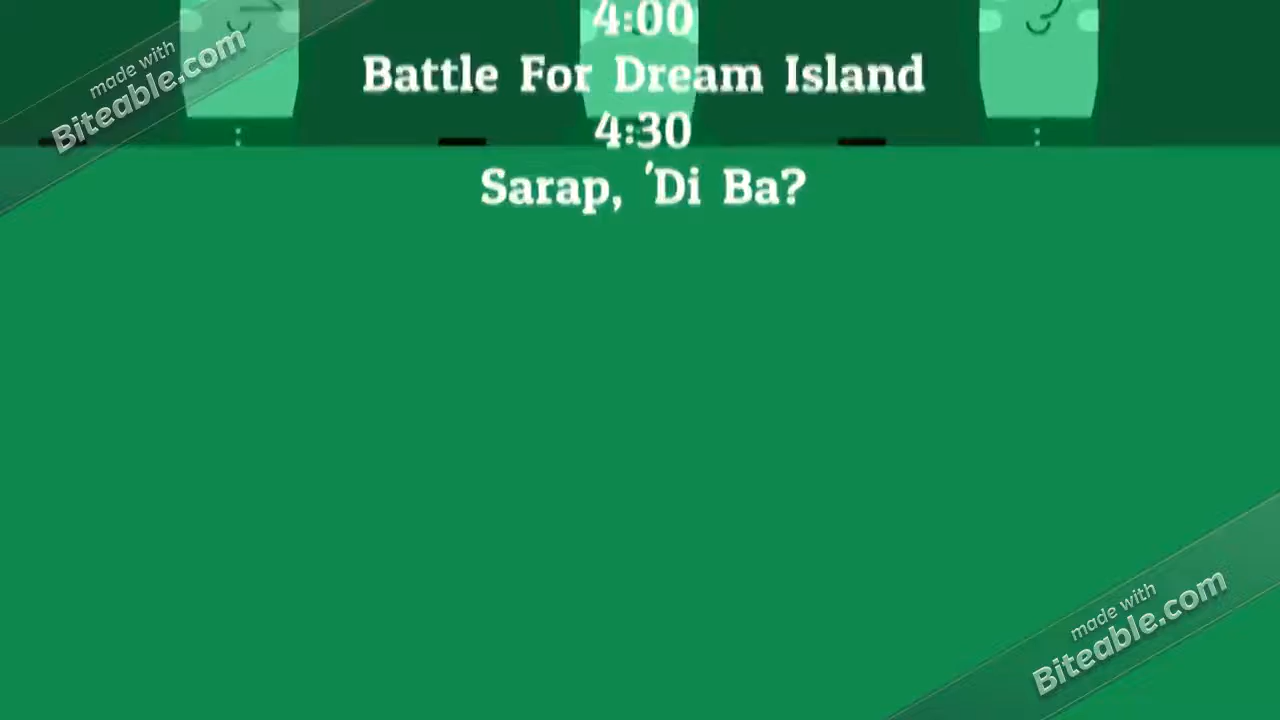 made with
Biteable.com
4:00
Battle For Dream Island
4:30
Sarap, 'Di Ba?
made with
Biteable.com